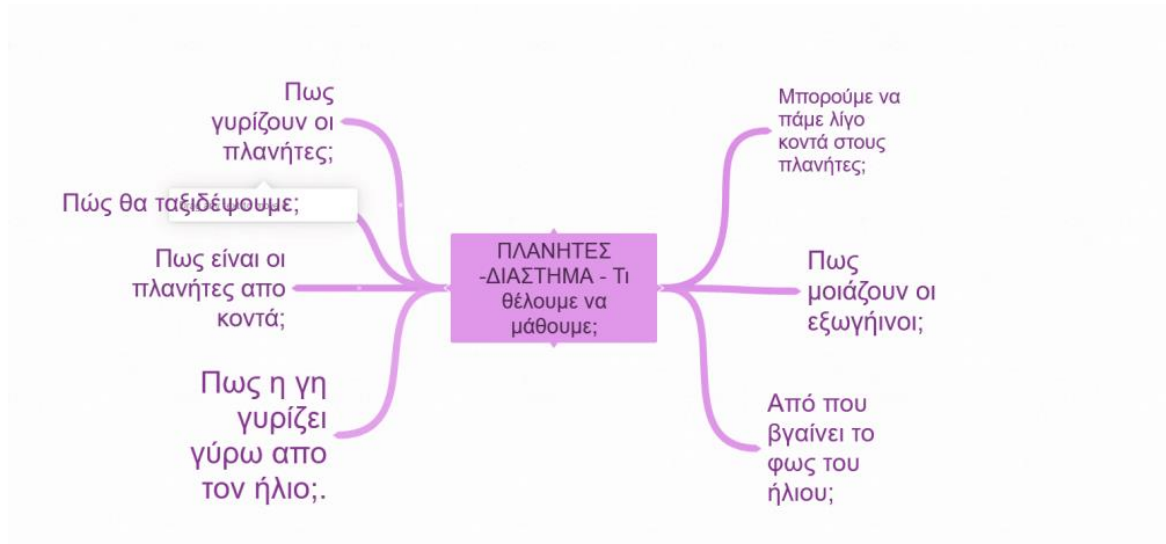 Πως
γυρίζουν οι
πλανήτες;
Πώς θα ταξιδέψουμε;
Πως είναι οι
πλανήτες απο
κοντά;
Πως η γη
γυρίζει
γύρω απο
τον ήλιο;.
ΠΛΑΝΗΤΕΣ
-ΔΙΑΣΤΗΜΑ - Τι
θέλουμε να
μάθουμε;
Μπορούμε να
πάμε λίγο
κοντά στους
πλανήτες;
Πως
μοιάζουν οι
εξωγήινοι;
Από που
βγαίνει το
φως του
ήλιου;